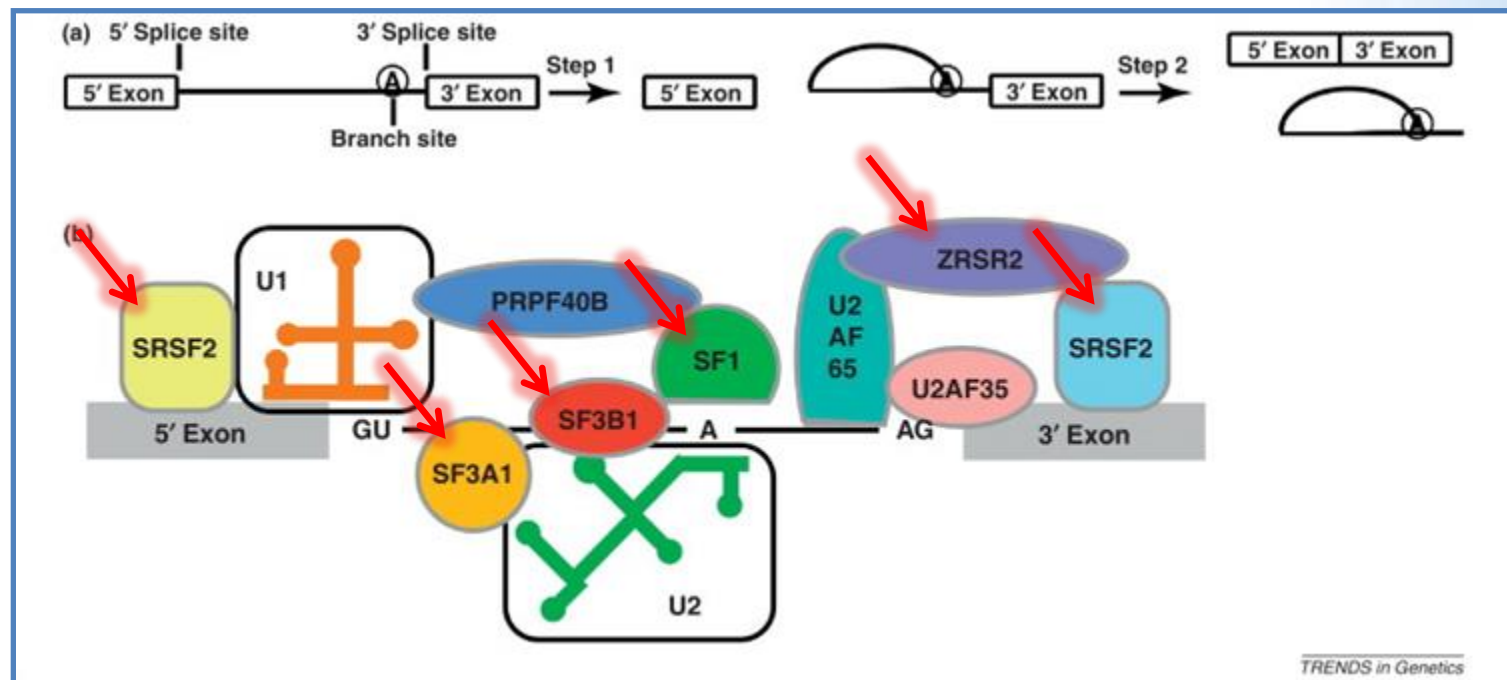 (a) 5′ Splice site 3′ Splice site
5′ Exon A 3′ Exon
Branch site
Step 1
5′ Exon
A 3′ Exon
Step 2
5′ Exon 3′ Exon
A
(b)
SRSF2
U1
PRPF40B
SF1
U2
AF
65
ZRSR2
SRSF2
U2AF35
5′ Exon
GU
SF3A1
SF3B1
A
AG
3′ Exon
U2
TRENDS in Genetics